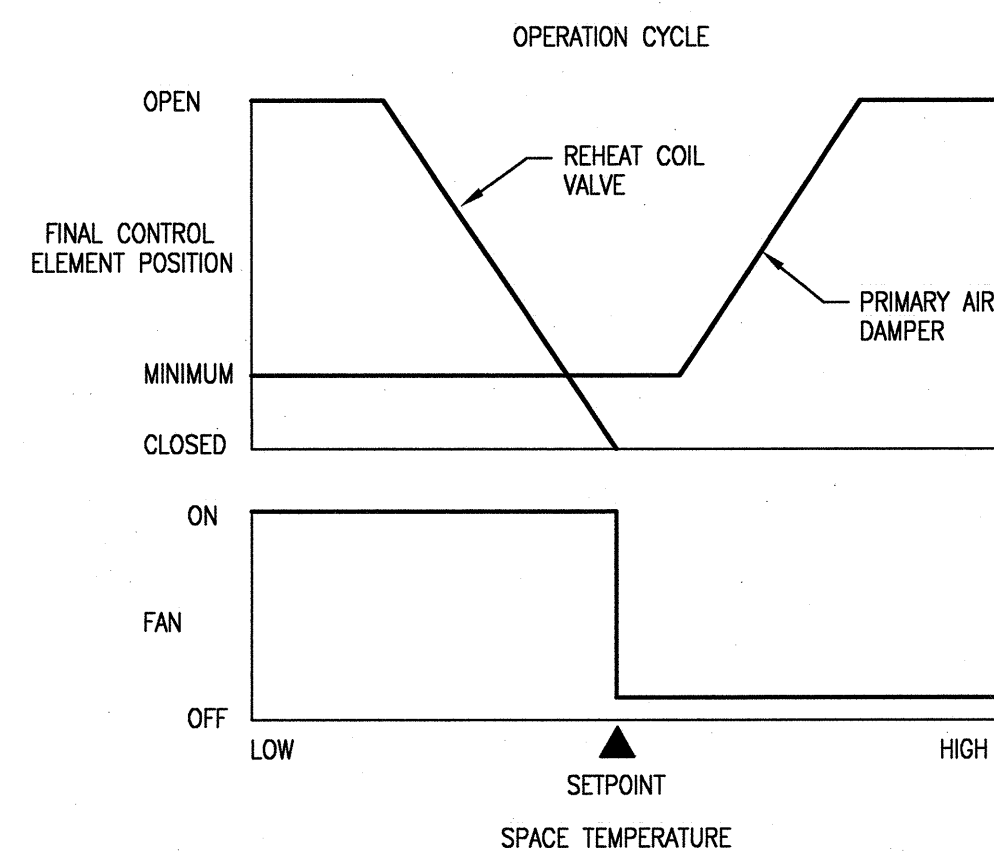 OPERATION CYCLE
OPEN
REHEAT COIL
VALVE
FINAL CONTROL
ELEMENT POSITION
PRIMARY AIR
DAMPER
MINIMUM
CLOSED
ON
FAN
OFF
LOW
HIGH
SETPOINT
SPACE TEMPERATURE